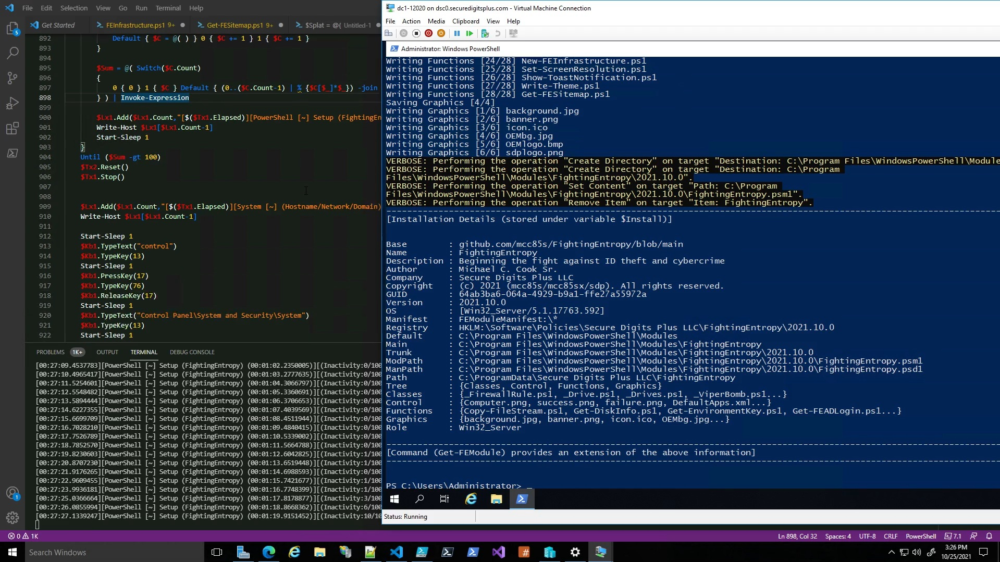 File Edit Selection View Go Run Terminal Help
Get Started
FEInfrastructure.ps1 9+
Get-FESitemap.ps1 9+
$Splat = @{ Untitled-1
5
892 Default { $C = @( ) } 0 { $C += 1 } 1 { $C += 1 }
893 }
894
895 $Sum = @( Switch($C.Count)
896 {
897 0 { 0 } 1 { $C } Default { (0..($C.Count-1) | % {$C[$_]*$_}) -join
898 } ) | Invoke-Expression
899
900 $Lx1.Add($Lx1.Count,"[$($Tx1.Elapsed)][PowerShell [~] Setup (FightingEn
901 Write-Host $Lx1[$Lx1.Count-1]
902 Start-Sleep 1
903 }
904 Until ($Sum -gt 100)
905 $Tx2.Reset()
906 $Tx1.Stop()
907
908
909 $Lx1.Add($Lx1.Count,"[$($Tx1.Elapsed)][System [~] (Hostname/Network/Domain)
910 Write-Host $Lx1[$Lx1.Count-1]
911
912 Start-Sleep 1
913 $Kb1.TypeText("control")
914 $Kb1.TypeKey(13)
915 Start-Sleep 1
916 $Kb1.PressKey(17)
917 $Kb1.TypeKey(76)
918 $Kb1.ReleaseKey(17)
919 Start-Sleep 1
920 $Kb1.TypeText("Control Panel\System and Security\System")
921 $Kb1.TypeKey(13)
922 Start-Sleep 1
PROBLEMS 1K+ OUTPUT TERMINAL DEBUG CONSOLE
[00:27:09.4537783][PowerShell [~] Setup (FightingEntropy) (00:01:02.2350005)][(Inactivity:0/100
[00:27:10.4965417][PowerShell [~] Setup (FightingEntropy) (00:01:03.2777635)][(Inactivity:0/100
[00:27:11.5254601][PowerShell [~] Setup (FightingEntropy) (00:01:04.3066797)][(Inactivity:0/100
[00:27:12.5548482][PowerShell [~] Setup (FightingEntropy) (00:01:05.3360691)][(Inactivity:0/100
[00:27:13.5894444][PowerShell [~] Setup (FightingEntropy) (00:01:06.3706653)][(Inactivity:0/100
[00:27:14.6227355][PowerShell [~] Setup (FightingEntropy) (00:01:07.4039569)][(Inactivity:0/100
[00:27:15.6699709][PowerShell [~] Setup (FightingEntropy) (00:01:08.4511944)][(Inactivity:0/100
[00:27:16.7028210][PowerShell [~] Setup (FightingEntropy) (00:01:09.4840415)][(Inactivity:0/100
[00:27:17.7526789][PowerShell [~] Setup (FightingEntropy) (00:01:10.5339002)][(Inactivity:0/100
[00:27:18.7852570][PowerShell [~] Setup (FightingEntropy) (00:01:11.5664788)][(Inactivity:0/100
[00:27:19.8230603][PowerShell [~] Setup (FightingEntropy) (00:01:12.6042825)][(Inactivity:1/100
[00:27:20.8707230][PowerShell [~] Setup (FightingEntropy) (00:01:13.6519448)][(Inactivity:1/100
[00:27:21.9176265][PowerShell [~] Setup (FightingEntropy) (00:01:14.6988593)][(Inactivity:0/100
[00:27:22.9609455][PowerShell [~] Setup (FightingEntropy) (00:01:15.7421677)][(Inactivity:1/100
[00:27:23.9936181][PowerShell [~] Setup (FightingEntropy) (00:01:16.7748399)][(Inactivity:1/100
[00:27:25.0366664][PowerShell [~] Setup (FightingEntropy) (00:01:17.8178877)][(Inactivity:3/100
[00:27:26.0855994][PowerShell [~] Setup (FightingEntropy) (00:01:18.8668362)][(Inactivity:6/100
[00:27:27.1339247][PowerShell [~] Setup (FightingEntropy) (00:01:19.9151452)][(Inactivity:10/10
1
0 1K
Ln 898, Col 32 Spaces: 4 UTF-8 CRLF PowerShell 7.1
dc1-12020 on dsc0.securedigitsplus.com - Virtual Machine Connection
File Action Media Clipboard View Help
Administrator: Windows PowerShell
Writing Functions [24/28] New-FEInfrastructure.ps1
Writing Functions [25/28] Set-ScreenResolution.ps1
Writing Functions [26/28] Show-ToastNotification.ps1
Writing Functions [27/28] Write-Theme.ps1
Writing Functions [28/28] Get-FESitemap.ps1
Saving Graphics [4/4]
Writing Graphics [1/6] background.jpg
Writing Graphics [2/6] banner.png
Writing Graphics [3/6] icon.ico
Writing Graphics [4/6] OEMbg.jpg
Writing Graphics [5/6] OEMlogo.bmp
Writing Graphics [6/6] sdplogo.png
VERBOSE: Performing the operation "Create Directory" on target "Destination: C:\Program Files\WindowsPowerShell\Module
VERBOSE: Performing the operation "Create Directory" on target "Destination: C:\Program
Files\WindowsPowerShell\Modules\FightingEntropy\2021.10.0".
VERBOSE: Performing the operation "Set Content" on target "Path: C:\Program
Files\WindowsPowerShell\Modules\FightingEntropy\2021.10.0\FightingEntropy.psm1".
VERBOSE: Performing the operation "Remove Item" on target "Item: FightingEntropy".
[Installation Details (stored under variable $Install)]
Base : github.com/mcc85s/FightingEntropy/blob/main
Name : FightingEntropy
Description : Beginning the fight against ID theft and cybercrime
Author : Michael C. Cook Sr.
Company : Secure Digits Plus LLC
Copyright : (c) 2021 (mcc85s/mcc85sx/sdp). All rights reserved.
GUID : 64ab3ba6-064a-4929-b9a1-ffe27a55972a
Version : 2021.10.0
OS : [Win32_Server/5.1.17763.592]
Manifest : FEModuleManifest:\*
Registry : HKLM:\Software\Policies\Secure Digits Plus LLC\FightingEntropy\2021.10.0
Default : C:\Program Files\WindowsPowerShell\Modules
Main : C:\Program Files\WindowsPowerShell\Modules\FightingEntropy
Trunk : C:\Program Files\WindowsPowerShell\Modules\FightingEntropy\2021.10.0
ModPath : C:\Program Files\WindowsPowerShell\Modules\FightingEntropy\2021.10.0\FightingEntropy.psm1
ManPath : C:\Program Files\WindowsPowerShell\Modules\FightingEntropy\2021.10.0\FightingEntropy.psd1
Path : C:\ProgramData\Secure Digits Plus LLC\FightingEntropy
Tree : {Classes, Control, Functions, Graphics}
Classes : {_FirewallRule.ps1, _Drive.ps1, _Drives.ps1, _ViperBomb.ps1...}
Control : {Computer.png, success.png, failure.png, DefaultApps.xml...}
Functions : {Copy-FileStream.ps1, Get-DiskInfo.ps1, Get-EnvironmentKey.ps1, Get-FEADLogin.ps1...}
Graphics : {background.jpg, banner.png, icon.ico, OEMbg.jpg...}
Role : Win32_Server
[Command (Get-FEModule) provides an extension of the above information]
PS C:\Users\Administrator> _
Status: Running
Search Windows
3:26 PM
10/25/2021